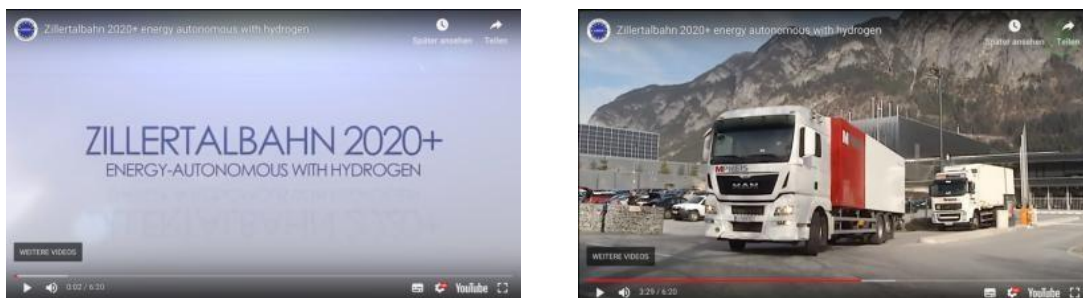 Zillertalbahn 2020+ energy autonomous with hydrogen
Später ansehen
Teilen
ZILLERTALBAHN 2020+
ENERGY-AUTONOMOUS WITH HYDROGEN
WEITERE VIDEOS
0:02 / 6:20
YouTube
Zillertalbahn 2020+ energy autonomous with hydrogen
Später ansehen
Teilen
MPREIS
MAN
WEITERE VIDEOS
3:29 / 6:20
YouTube